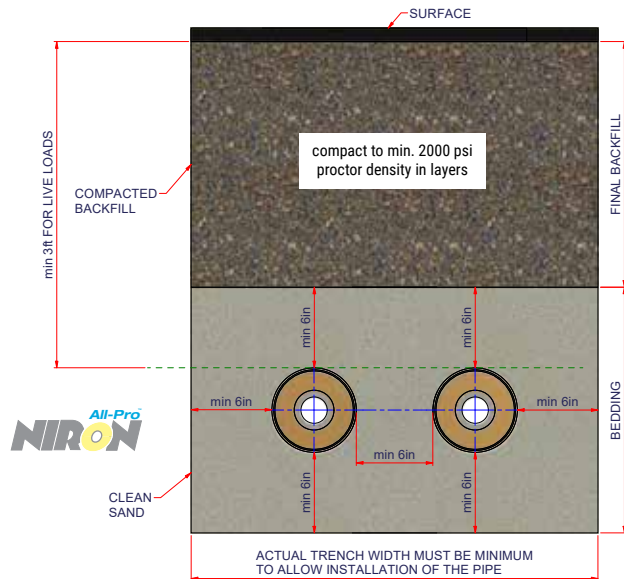 SURFACE
compact to min. 2000 psi
proctor density in layers
min 3ft FOR LIVE LOADS
COMPACTED
BACKFILL
FINAL BACKFILL
min 6in
min 6in
min 6in
min 6in
min 6in
min 6in
min 6in
BEDDING
All-Pro
NIRON
CLEAN
SAND
ACTUAL TRENCH WIDTH MUST BE MINIMUM
TO ALLOW INSTALLATION OF THE PIPE